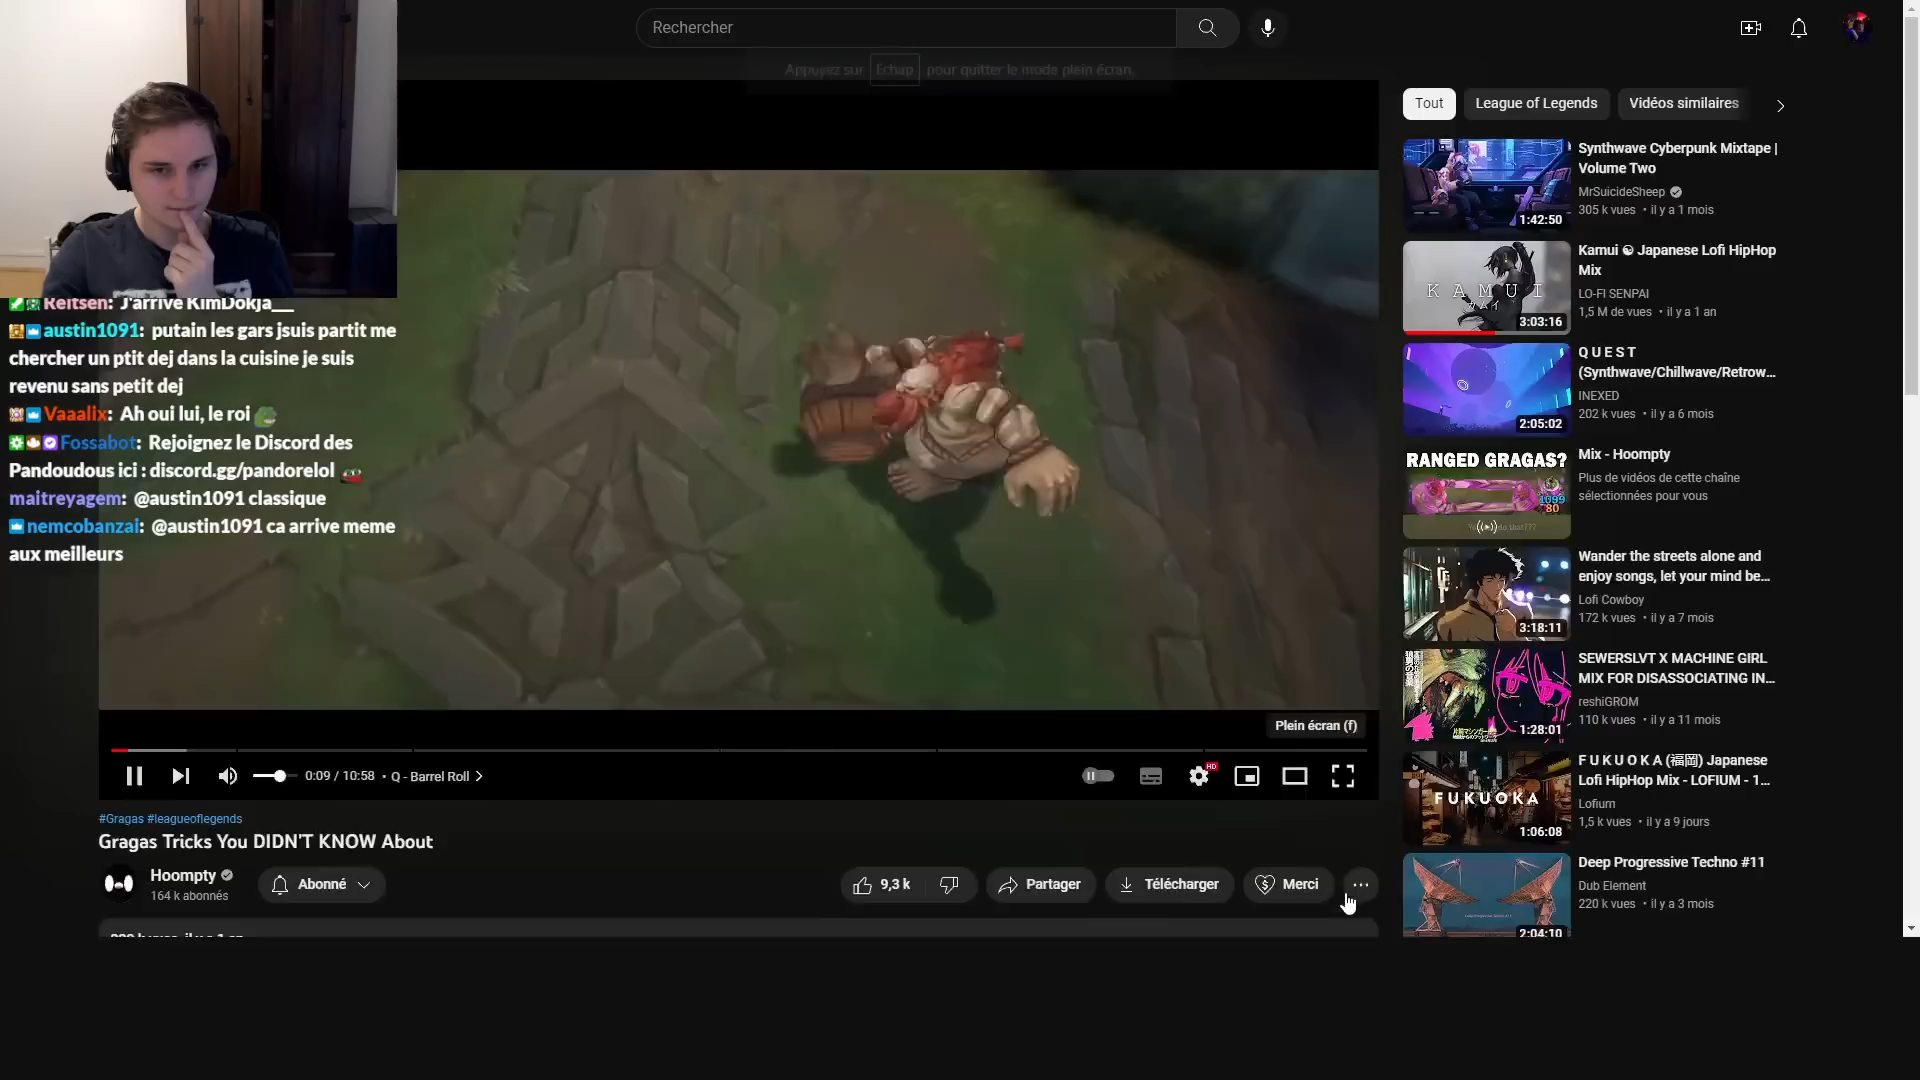 Rechercher
Appuyez sur Echap pour quitter le mode plein écran.
Reitsen: J'arrive KimDokja__
austin1091: putain les gars jsuis partit me
chercher un ptit dej dans la cuisine je suis
revenu sans petit dej
Vaaalix: Ah oui lui, le roi
Fossabot: Rejoignez le Discord des
Pandoudous ici : discord.gg/pandorelol
maitreyagem: @austin1091 classique
nemcobanzai: @austin1091 ca arrive meme
aux meilleurs
Plein écran (f)
0:09 / 10:58 • Q - Barrel Roll
HD
#Gragas #leagueoflegends
Gragas Tricks You DIDN'T KNOW About
Hoompty
164 k abonnés
Abonné
9,3 k
Partager
Télécharger
Merci
Tout
League of Legends
Vidéos similaires
Synthwave Cyberpunk Mixtape |
Volume Two
MrSuicideSheep
305 k vues • il y a 1 mois
1:42:50
Kamui ☯ Japanese Lofi HipHop
Mix
LO-FI SENPAI
1,5 M de vues • il y a 1 an
KAMUI
カムイ
3:03:16
Q U E S T
(Synthwave/Chillwave/Retrow...
INEXED
202 k vues • il y a 6 mois
2:05:02
RANGED GRAGAS?
1099
80
Mix - Hoompty
Plus de vidéos de cette chaîne
sélectionnées pour vous
Wander the streets alone and
enjoy songs, let your mind be...
Lofi Cowboy
172 k vues • il y a 7 mois
3:18:11
SEWERSLVT X MACHINE GIRL
MIX FOR DISASSOCIATING IN...
reshiGROM
110 k vues • il y a 11 mois
1:28:01
F U K U O K A (福岡) Japanese
Lofi HipHop Mix - LOFIUM - 1...
Lofium
1,5 k vues • il y a 9 jours
FUKUOKA
1:06:08
Deep Progressive Techno #11
Dub Element
220 k vues • il y a 3 mois
2:04:10